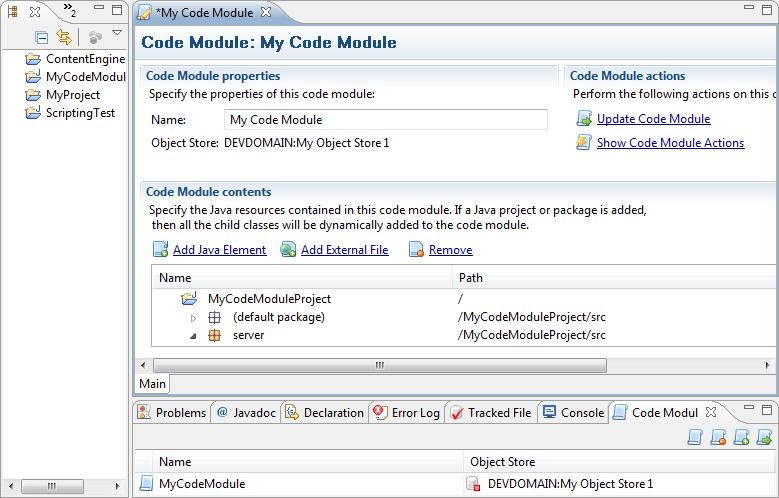 »2
ContentEngine
MyCodeModul
MyProject
ScriptingTest
*My Code Module
Code Module: My Code Module
Code Module properties
Specify the properties of this code module:
Name: My Code Module
Object Store: DEVDOMAIN:My Object Store 1
Code Module actions
Perform the following actions on this c
Update Code Module
Show Code Module Actions
Code Module contents
Specify the Java resources contained in this code module. If a Java project or package is added,
then all the child classes will be dynamically added to the code module.
Add Java Element Add External File Remove
Name Path
MyCodeModuleProject /
(default package) /MyCodeModuleProject/src
server /MyCodeModuleProject/src
Main
Problems @ Javadoc Declaration Error Log Tracked File Console Code Modul
Name Object Store
MyCodeModule DEVDOMAIN:My Object Store 1